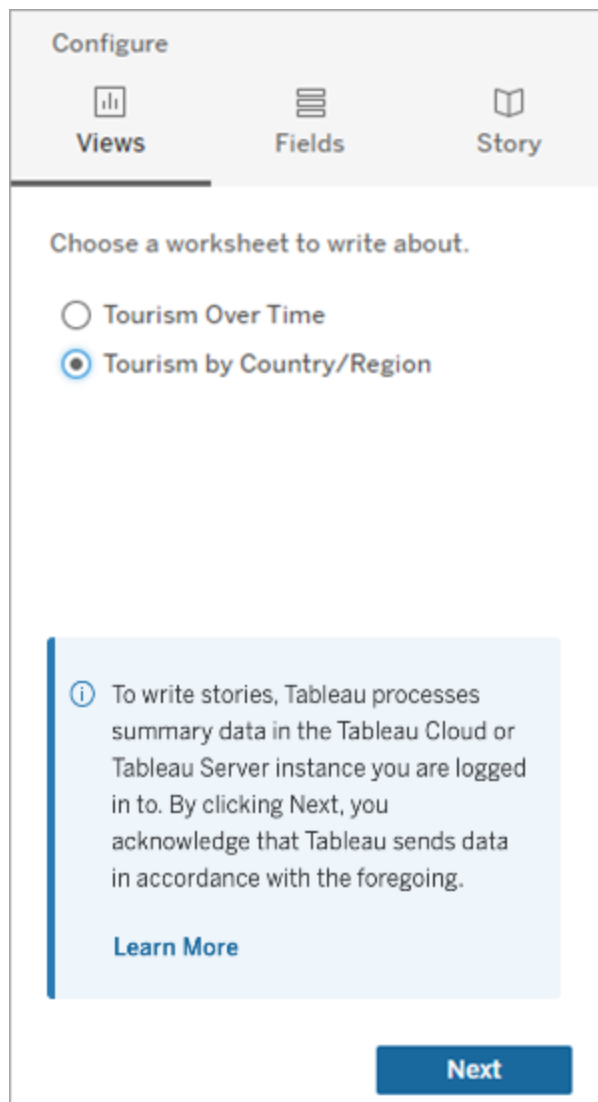 Configure
Views Fields Story
Choose a worksheet to write about.
Tourism Over Time
Tourism by Country/Region
To write stories, Tableau processes
summary data in the Tableau Cloud or
Tableau Server instance you are logged
in to. By clicking Next, you
acknowledge that Tableau sends data
in accordance with the foregoing.
Learn More
Next